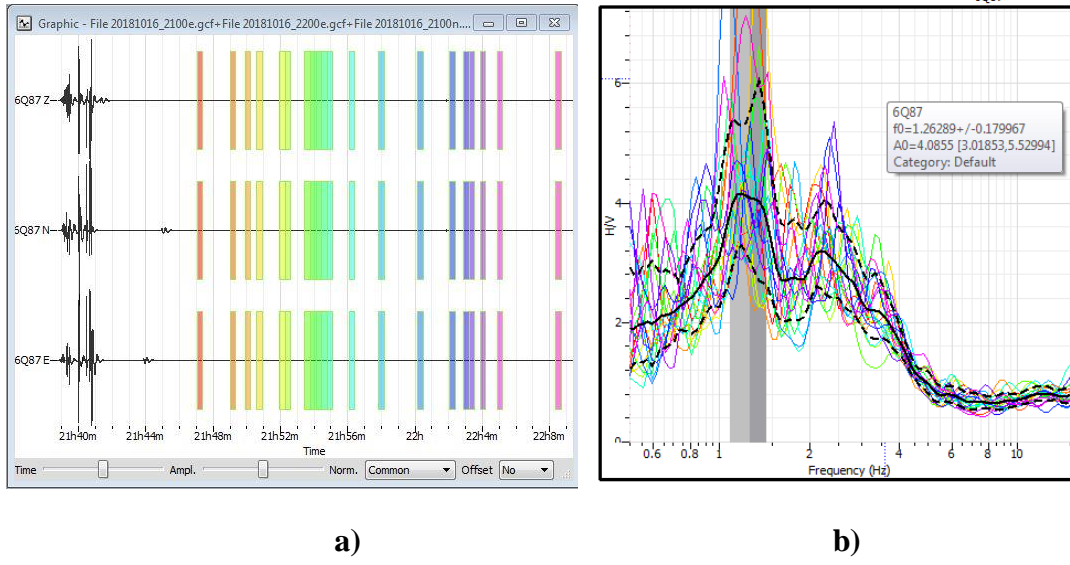 Graphic - File 20181016_2100e.gcf+File 20181016_2200e.gcf+File 20181016_2100n....
6Q87 Z
6Q87 N
6Q87 E
21h40m 21h44m 21h48m 21h52m 21h56m 22h 22h4m 22h8m
Time
Time Ampl. Norm. Common Offset No
a)
6Q87
6
4
2
0
H/V
6Q87
f0=1.26289+/-0.179967
A0=4.0855 [3.01853,5.52994]
Category: Default
0.6 0.8 1 2 4 6 8 10
Frequency (Hz)
b)